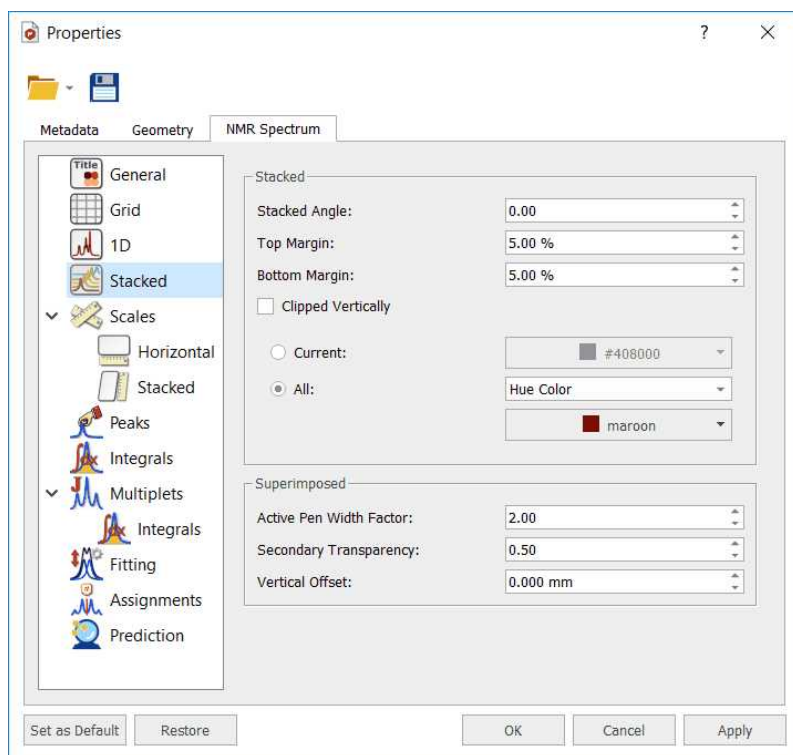 Properties
?
Metadata Geometry NMR Spectrum
Title
General
Grid
1D
Stacked
Scales
Horizontal
Stacked
Peaks
Integrals
Multiplets
Integrals
Fitting
Assignments
Prediction
Stacked
Stacked Angle: 0.00
Top Margin: 5.00 %
Bottom Margin: 5.00 %
Clipped Vertically
Current: #408000
All: Hue Color
maroon
Superimposed
Active Pen Width Factor: 2.00
Secondary Transparency: 0.50
Vertical Offset: 0.000 mm
Set as Default Restore OK Cancel Apply